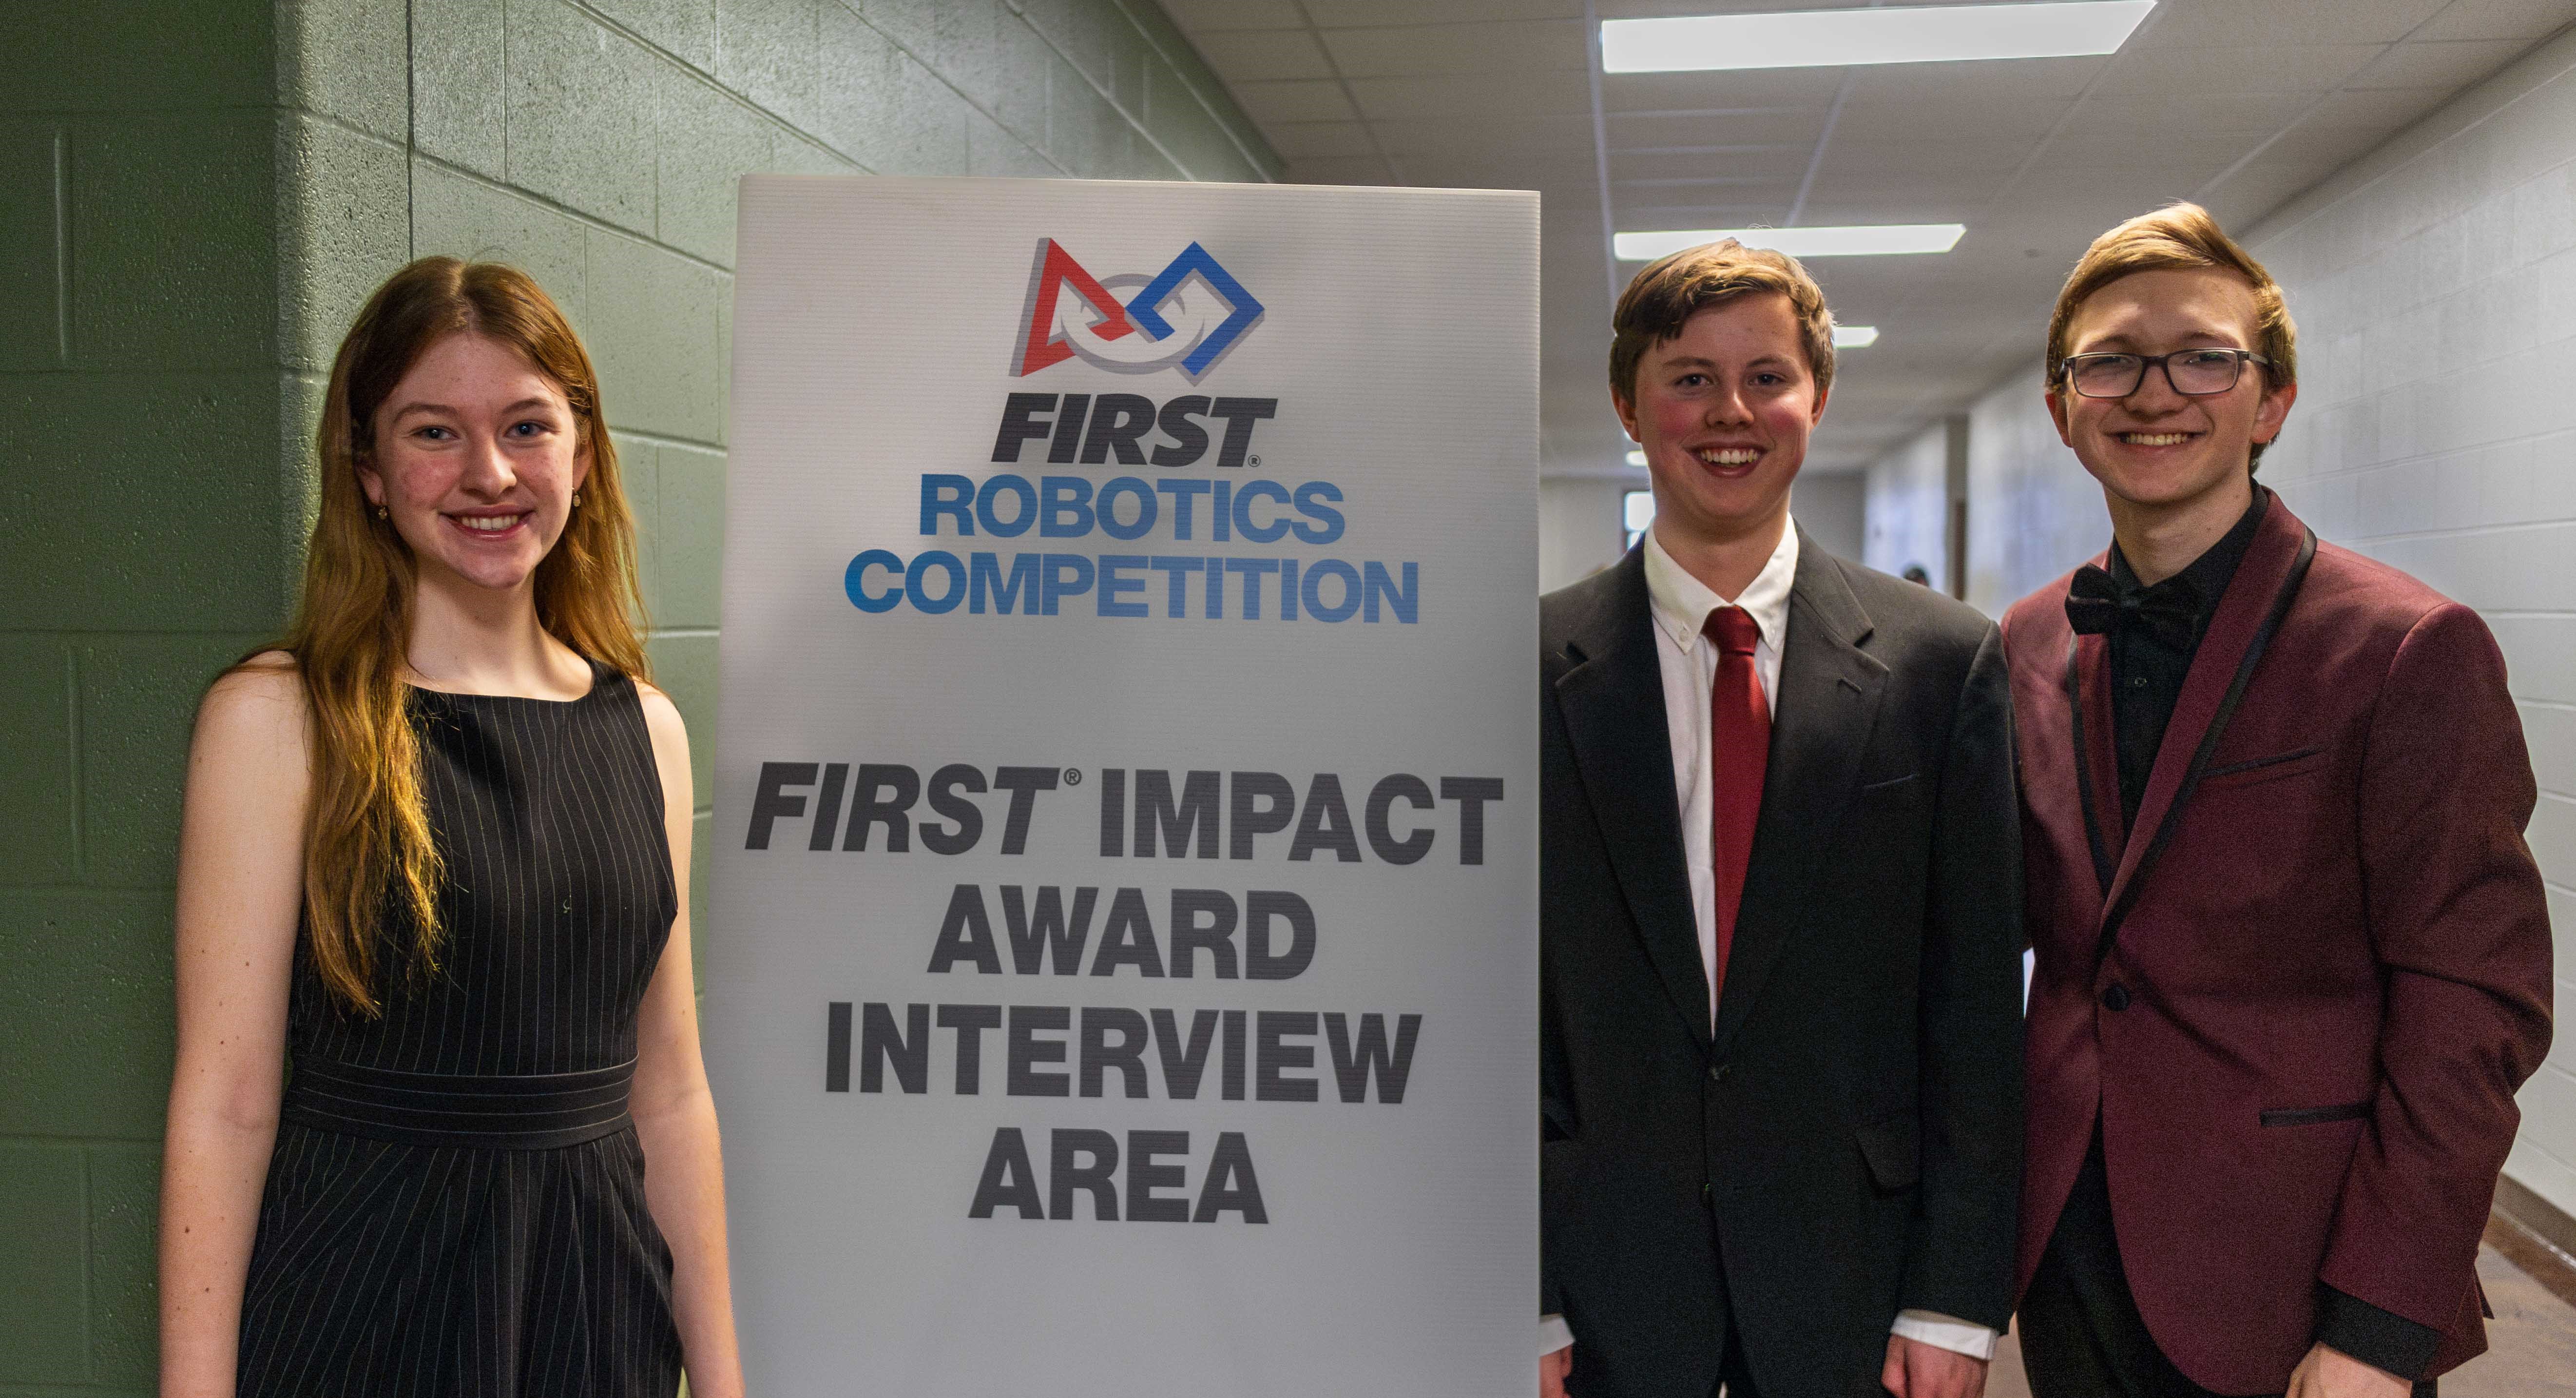 FIRST®
ROBOTICS
COMPETITION
FIRST® IMPACT
AWARD
INTERVIEW
AREA